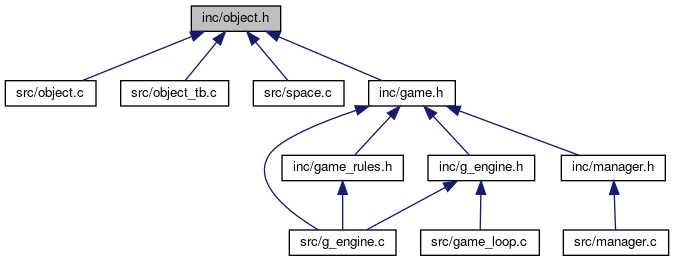 inc/object.h
src/object.c
src/object_tb.c
src/space.c
inc/game.h
inc/game_rules.h
inc/g_engine.h
inc/manager.h
src/g_engine.c
src/game_loop.c
src/manager.c